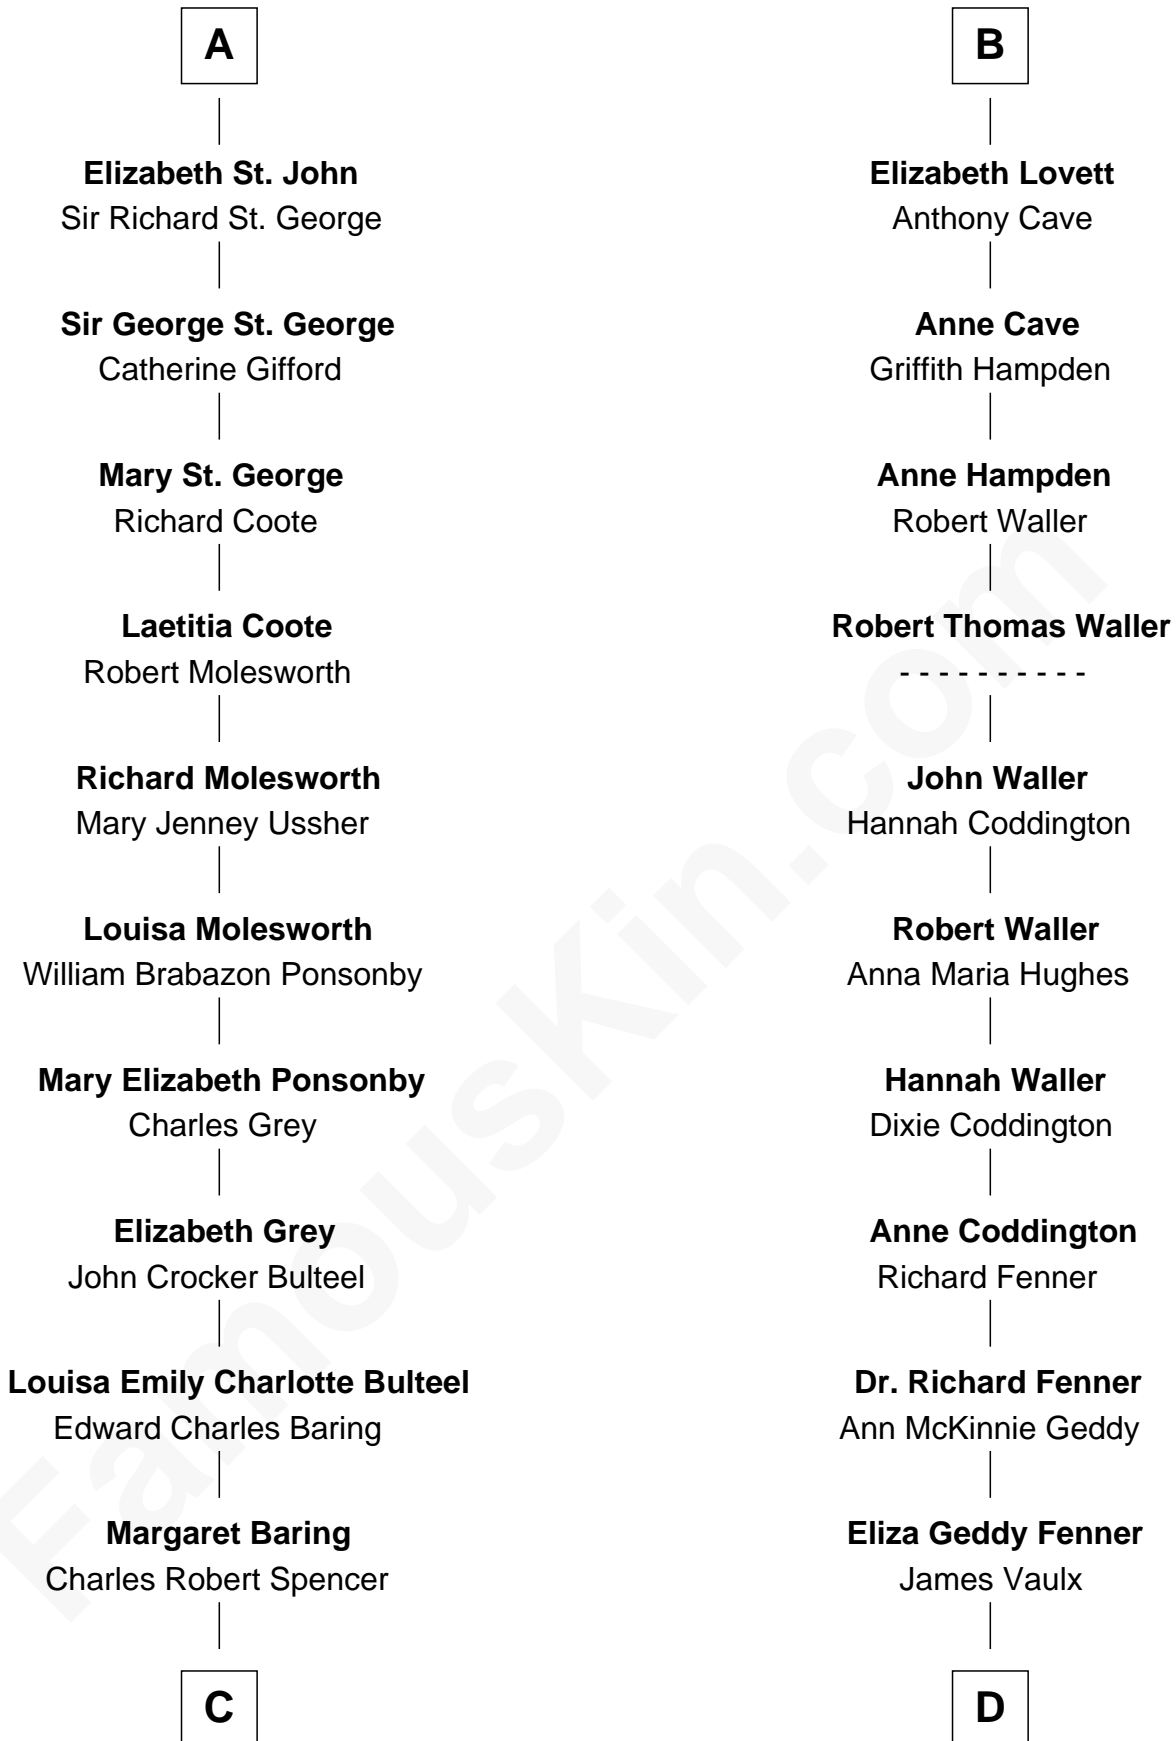 A
Elizabeth St. John
Sir Richard St. George
Sir George St. George
Catherine Gifford
Mary St. George
Richard Coote
Laetitia Coote
Robert Molesworth
Richard Molesworth
Mary Jenney Ussher
Louisa Molesworth
William Brabazon Ponsonby
Mary Elizabeth Ponsonby
Charles Grey
Elizabeth Grey
John Crocker Bulteel
Louisa Emily Charlotte Bulteel
Edward Charles Baring
Margaret Baring
Charles Robert Spencer
C
B
Elizabeth Lovett
Anthony Cave
Anne Cave
Griffith Hampden
Anne Hampden
Robert Waller
Robert Thomas Waller
- - - - - - - - - -
John Waller
Hannah Coddington
Robert Waller
Anna Maria Hughes
Hannah Waller
Dixie Coddington
Anne Coddington
Richard Fenner
Dr. Richard Fenner
Ann McKinnie Geddy
Eliza Geddy Fenner
James Vaulx
D
FamousKin.com